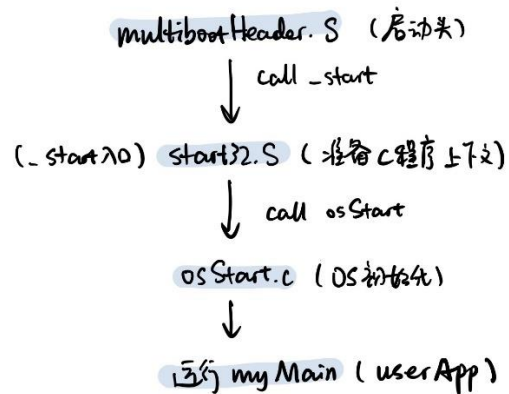 multibootHeader.S (启动头)
call _start
(_start入口) start32.S (准备C程序上下文)
call osStart
osStart.c (OS初始化)
运行 myMain (userApp)